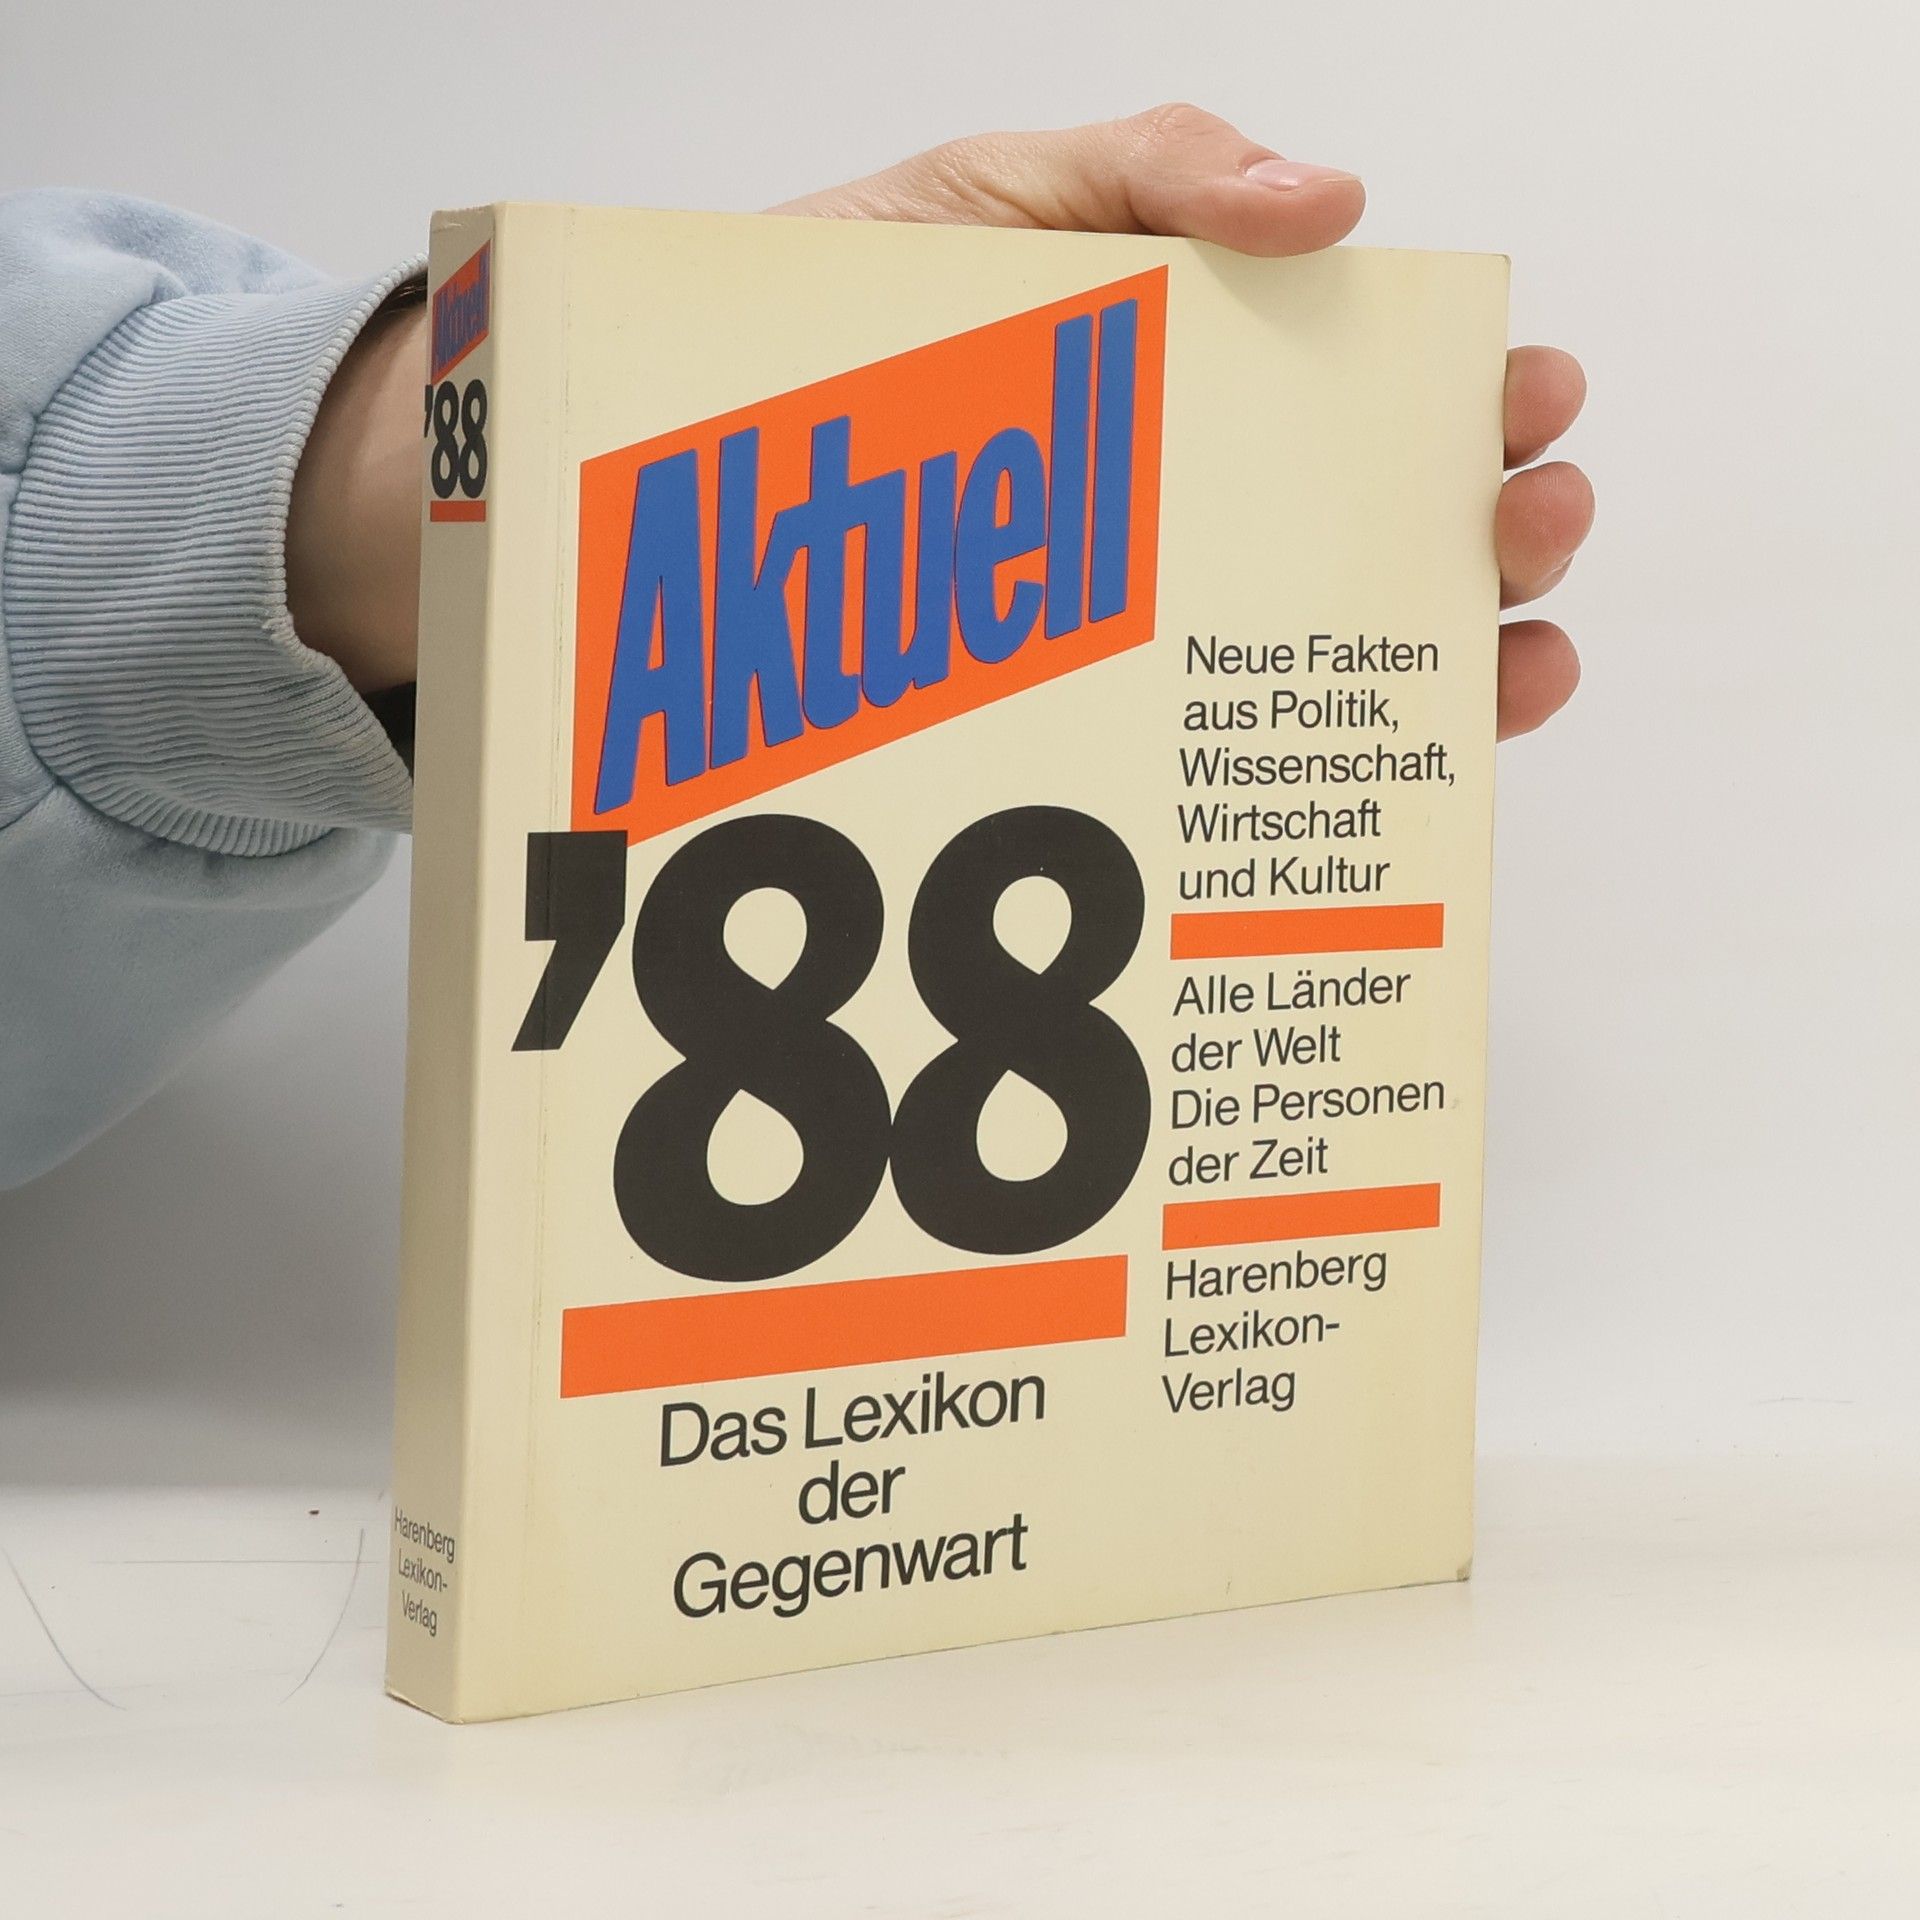 Aktuell
'88
Harenberg
Lexikon-
Verlag
Aktuell
'88
Das Lexikon
der
Gegenwart
Neue Fakten
aus Politik,
Wissenschaft,
Wirtschaft
und Kultur
Alle Länder
der Welt
Die Personen
der Zeit
Harenberg
Lexikon-
Verlag